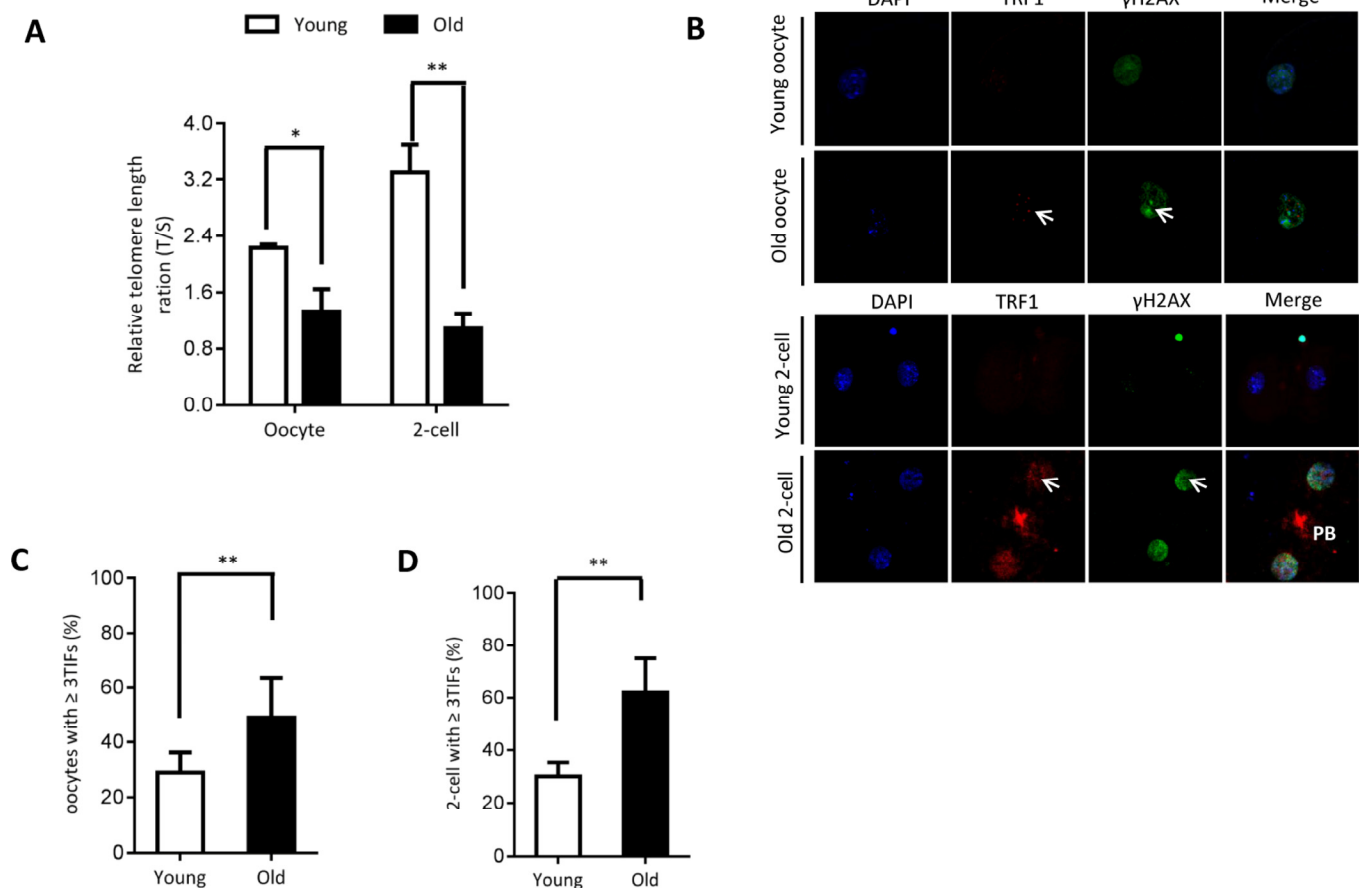 A
Young Old
**
*
4.0
3.2
2.4
1.6
0.8
0.0
Relative telomere length
ration (T/S)
Oocyte 2-cell
B
DAPI TRF1 γH2AX Merge
Young oocyte
Old oocyte
DAPI TRF1 γH2AX Merge
Young 2-cell
Old 2-cell
PB
C
**
100
80
60
40
20
0
oocytes with ≥ 3TIFs (%)
Young Old
D
**
100
80
60
40
20
0
2-cell with ≥ 3TIFs (%)
Young Old